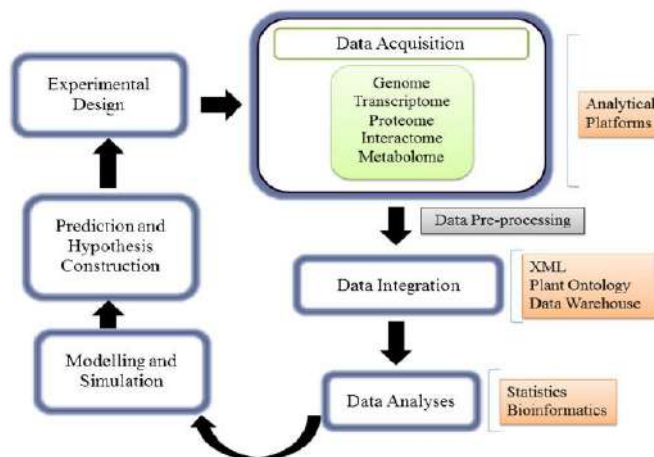 Data Acquisition
Genome
Transcriptome
Proteome
Interactome
Metabolome
Experimental
Design
Analytical
Platforms
Data Pre-processing
Prediction and
Hypothesis
Construction
Data Integration
XML
Plant Ontology
Data Warehouse
Modelling and
Simulation
Data Analyses
Statistics
Bioinformatics